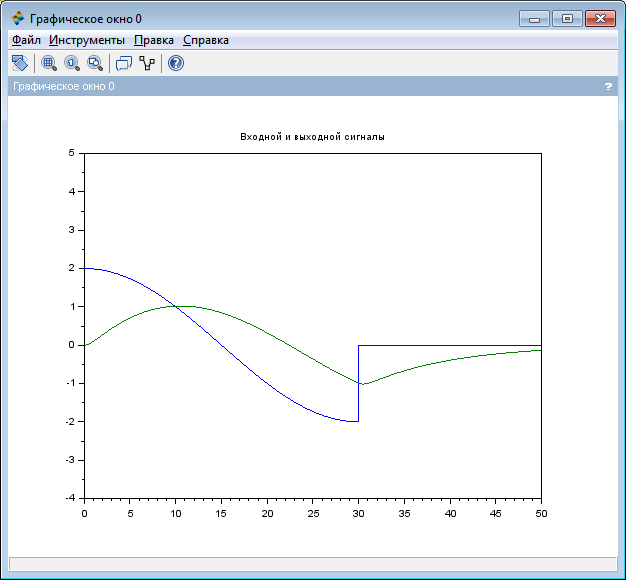 Графическое окно 0
Файл Инструменты Правка Справка
Графическое окно 0 ?
Входной и выходной сигналы
5
4
3
2
1
0
-1
-2
-3
-4
0 5 10 15 20 25 30 35 40 45 50